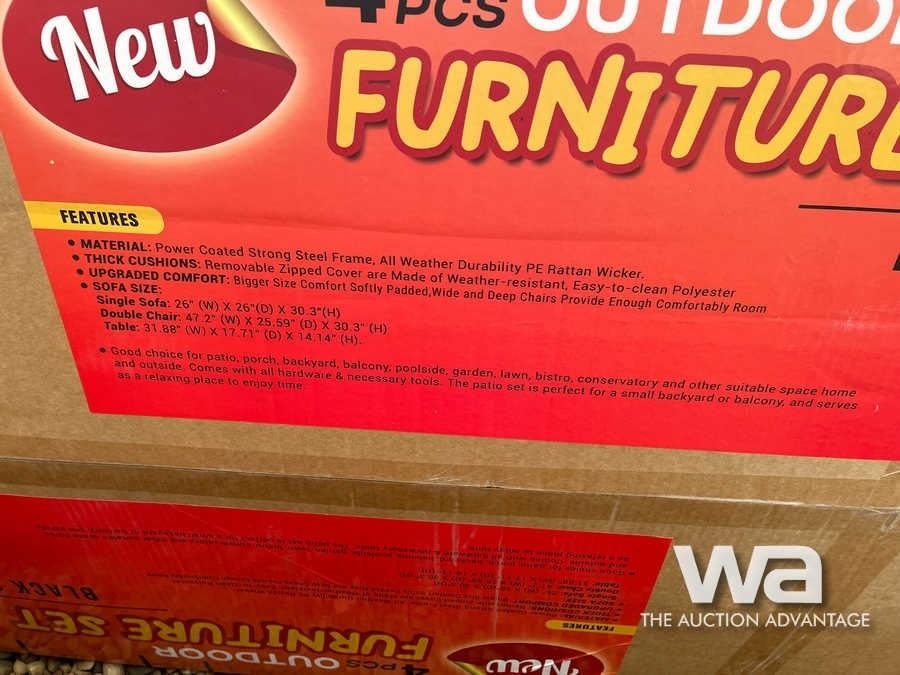 New
4 PCS OUTDOO
FURNITURE
FEATURES
• MATERIAL: Power Coated Strong Steel Frame, All Weather Durability PE Rattan Wicker.
• THICK CUSHIONS: Removable Zipped Cover are Made of Weather-resistant, Easy-to-clean Polyester
• UPGRADED COMFORT: Bigger Size Comfort Softly Padded,Wide and Deep Chairs Provide Enough Comfortably Room
• SOFA SIZE:
Single Sofa: 26" (W) X 26"(D) X 30.3"(H)
Double Chair: 47.2" (W) X 25.59" (D) X 30.3" (H)
Table: 31.88" (W) X 17.71" (D) X 14.14" (H).
• Good choice for patio, porch, backyard, balcony, poolside, garden, lawn, bistro, conservatory and other suitable space home
and outside. Comes with all hardware & necessary tools. The patio set is perfect for a small backyard or balcony, and serves
as a relaxing place to enjoy time.
BLACK
FURNITURE SET
4 PCS OUTDOOR
FEATURES
New
wa
THE AUCTION ADVANTAGE